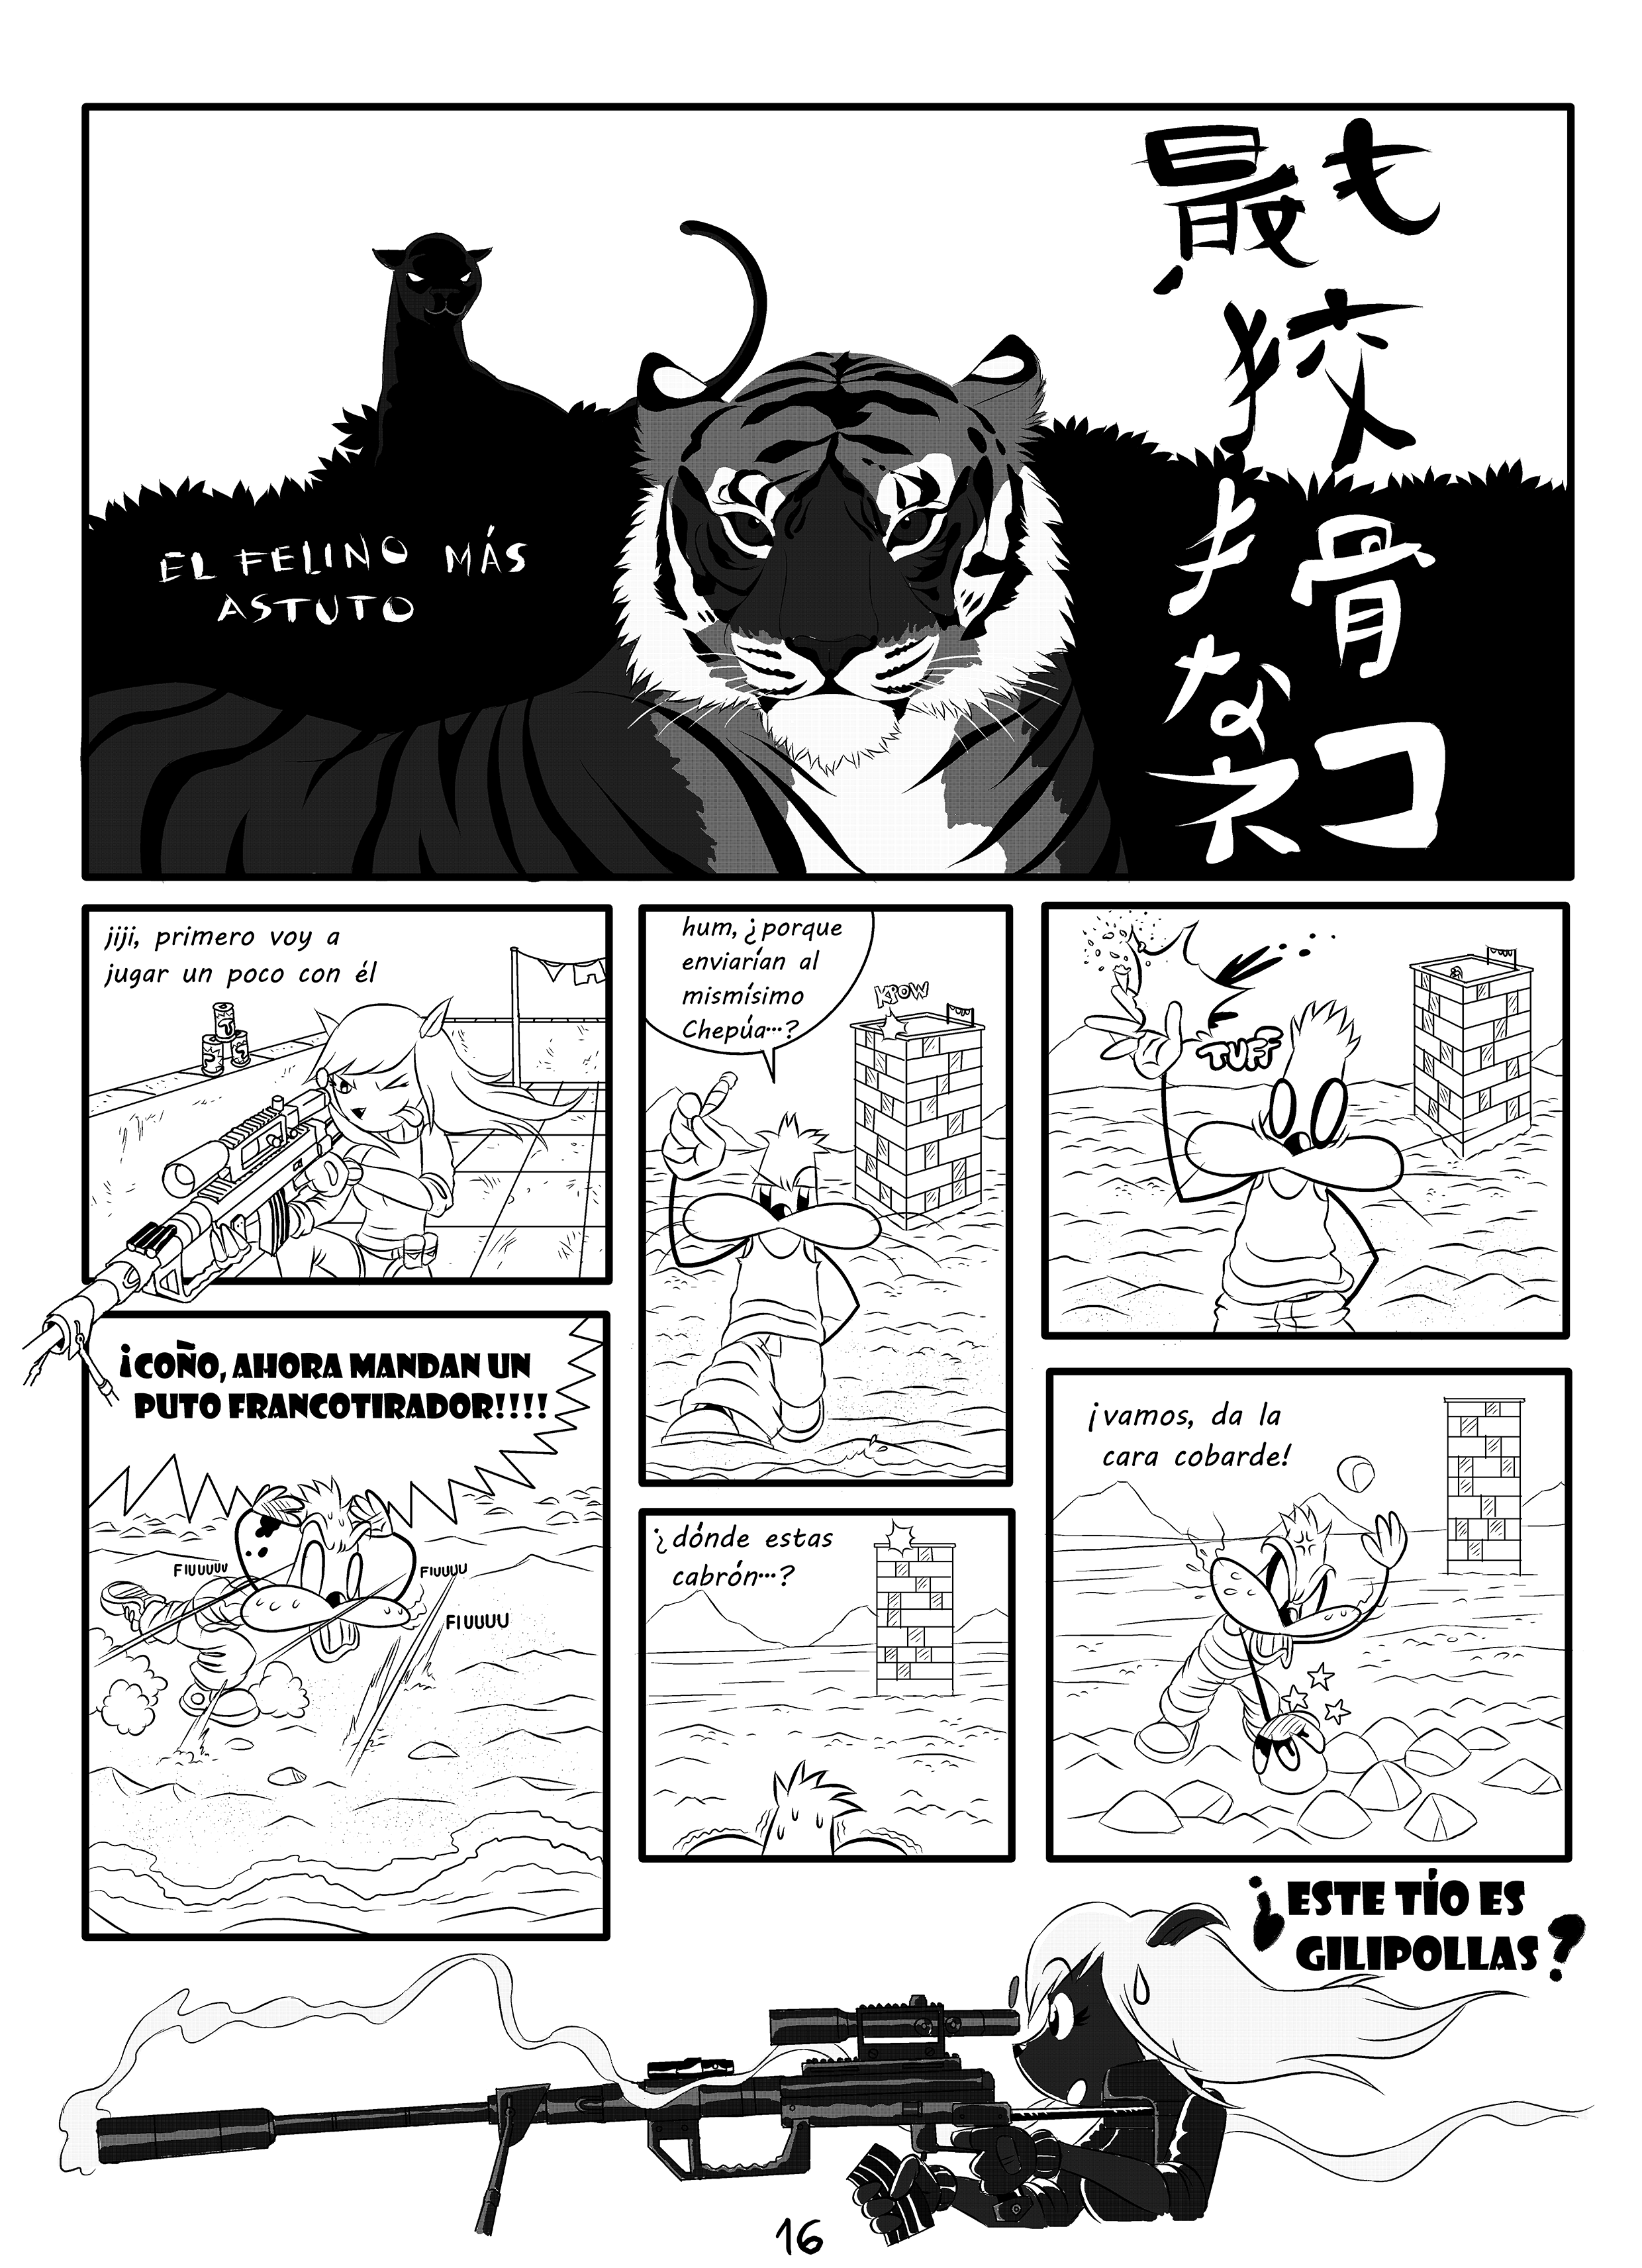 最も
狡
猾
な
ネコ
EL FELINO MÁS
ASTUTO
jiji, primero voy a
jugar un poco con él
hum, ¿porque
enviarían al
mismísimo
Chepúa...?
KPOW
TUFF
¡COÑO, AHORA MANDAN UN
PUTO FRANCOTIRADOR!!!!
FIUUUUU
FIUUUU
FIUUUU
¿dónde estas
cabrón...?
¡vamos, da la
cara cobarde!
¿ESTE TÍO ES
GILIPOLLAS?
16